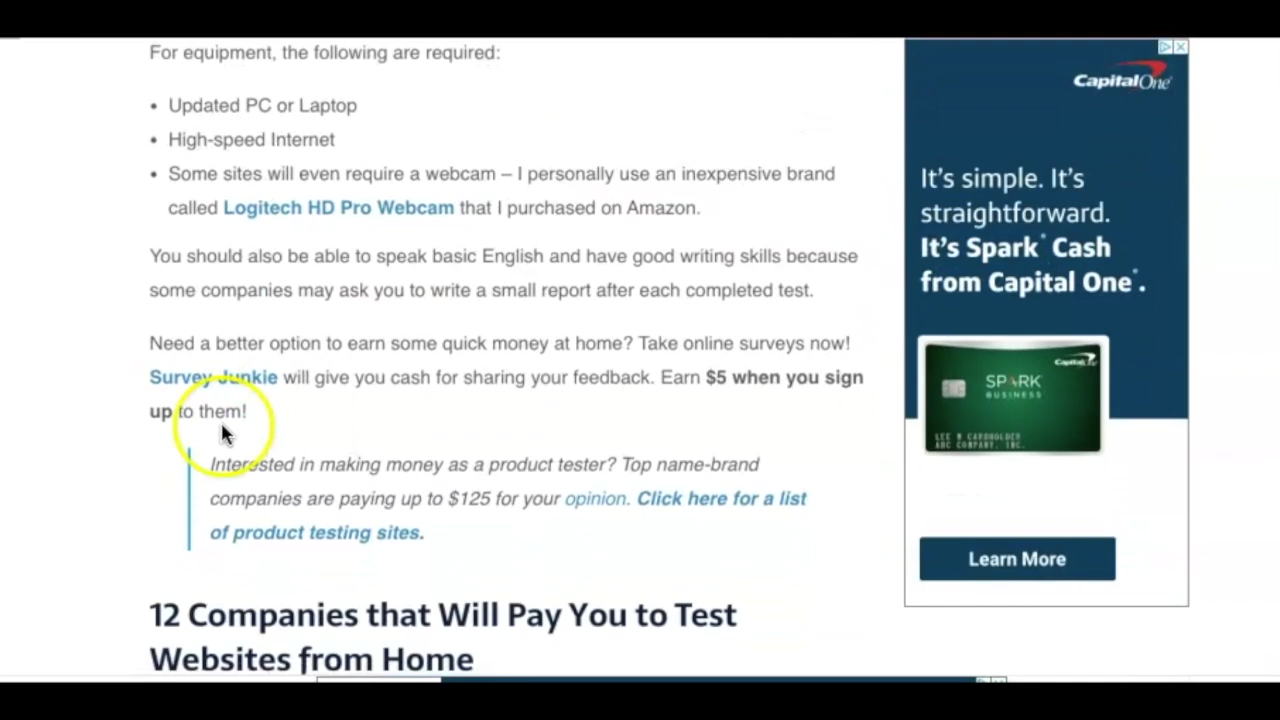 For equipment, the following are required:
• Updated PC or Laptop
• High-speed Internet
• Some sites will even require a webcam – I personally use an inexpensive brand
called Logitech HD Pro Webcam that I purchased on Amazon.
You should also be able to speak basic English and have good writing skills because
some companies may ask you to write a small report after each completed test.
Need a better option to earn some quick money at home? Take online surveys now!
Survey Junkie will give you cash for sharing your feedback. Earn $5 when you sign
up to them!
Interested in making money as a product tester? Top name-brand
companies are paying up to $125 for your opinion. Click here for a list
of product testing sites.
12 Companies that Will Pay You to Test
Websites from Home
Capital One
It's simple. It's
straightforward.
It's Spark® Cash
from Capital One®.
Capital One
SPARK
BUSINESS
LEE M CARDHOLDER
ABC COMPANY, INC.
Learn More